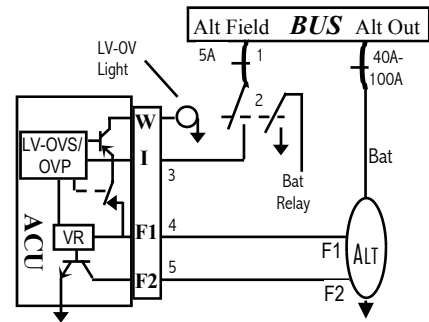 Alt Field BUS Alt Out
5A
1
40A-
100A
LV-OV
Light
2
W
LV-OVS/
OVP
I
3
Bat
Bat
Relay
ACU
VR
F1
4
F1
ALT
F2
5
F2